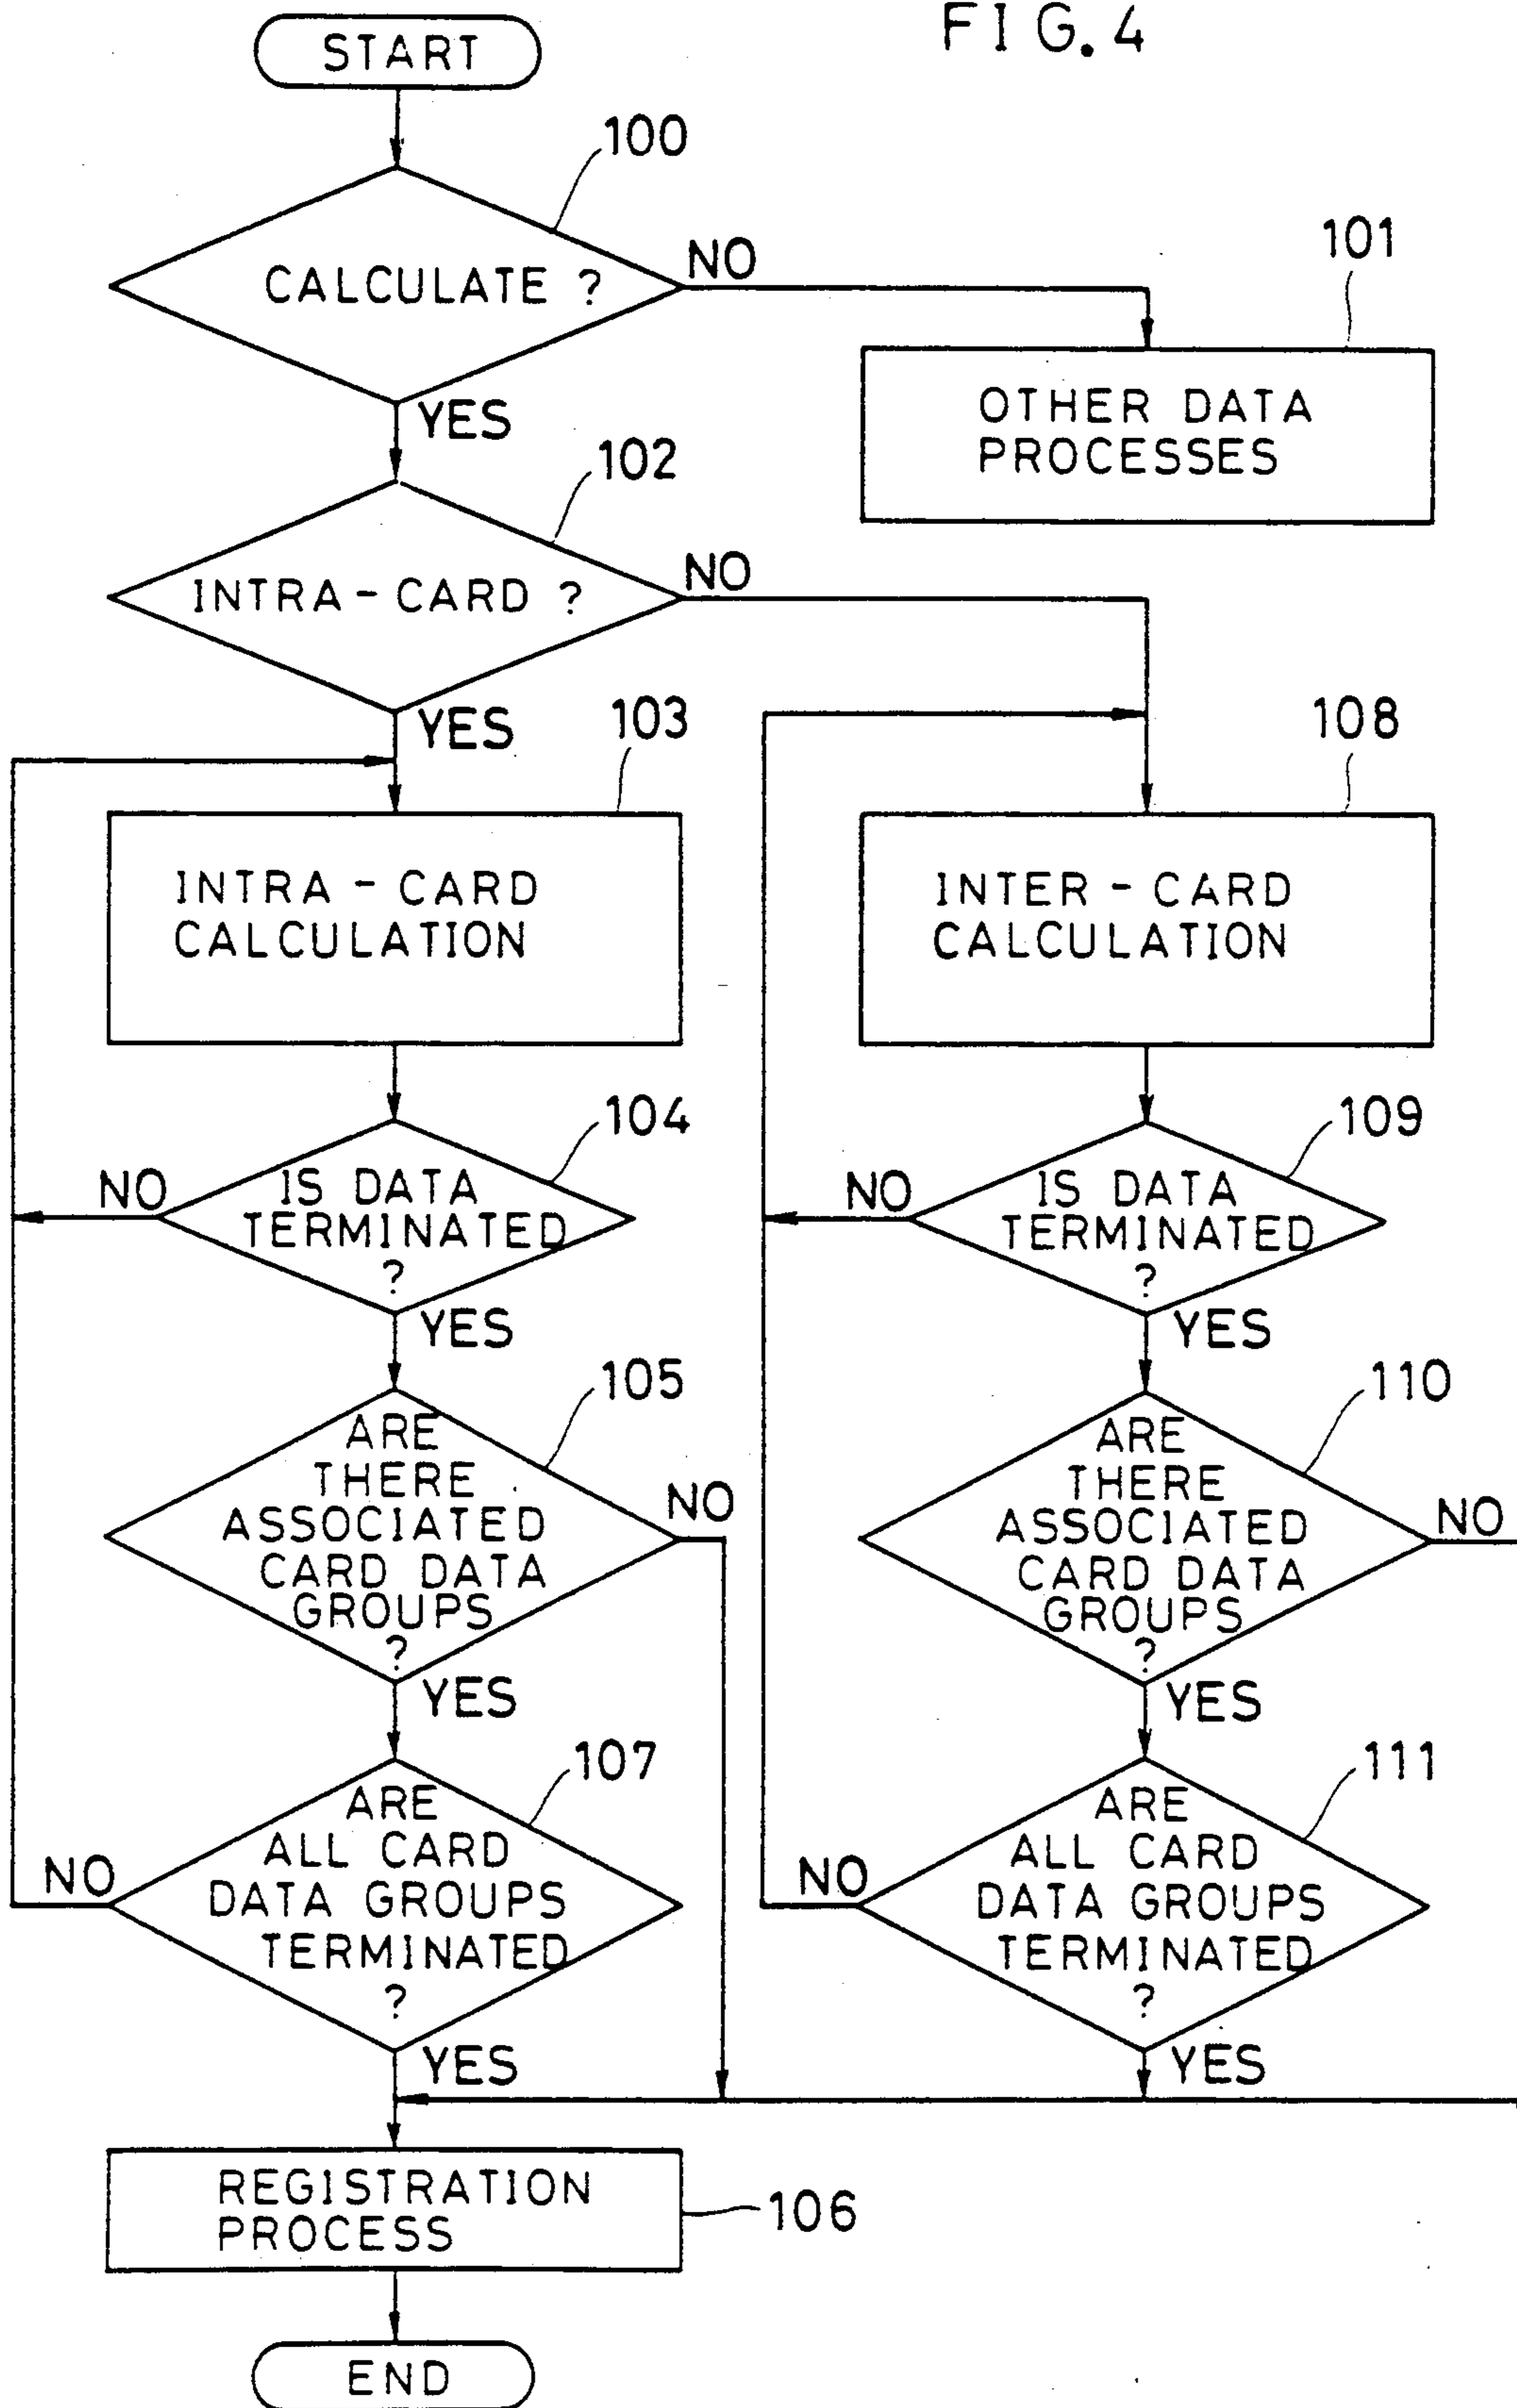 FIG. 4
START
100
CALCULATE ?
NO
101
OTHER DATA
PROCESSES
YES
102
INTRA-CARD ?
NO
YES
103
INTRA-CARD
CALCULATION
108
INTER-CARD
CALCULATION
104
IS DATA
TERMINATED
?
NO
YES
109
IS DATA
TERMINATED
?
NO
YES
105
ARE
THERE
ASSOCIATED
CARD DATA
GROUPS
?
NO
YES
110
ARE
THERE
ASSOCIATED
CARD DATA
GROUPS
?
NO
YES
107
ARE
ALL CARD
DATA GROUPS
TERMINATED
?
NO
YES
111
ARE
ALL CARD
DATA GROUPS
TERMINATED
?
NO
YES
REGISTRATION
PROCESS
106
END